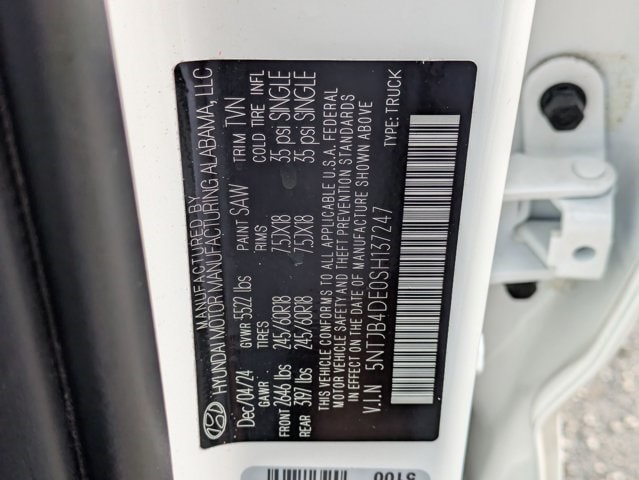 MANUFACTURED BY
HYUNDAI MOTOR MANUFACTURING ALABAMA, LLC
Dec/04/24 GVWR 5522 lbs PAINT SAW TRIM TVN
GAWR TIRES RIMS COLD TIRE INFL
FRONT 2646 lbs 245/60R18 7.5JX18 35 psi SINGLE
REAR 3197 lbs 245/60R18 7.5JX18 35 psi SINGLE
THIS VEHICLE CONFORMS TO ALL APPLICABLE U.S.A. FEDERAL
MOTOR VEHICLE SAFETY AND THEFT PREVENTION STANDARDS
IN EFFECT ON THE DATE OF MANUFACTURE SHOWN ABOVE
V.I.N 5NTJB4DE0SH137247 TYPE: TRUCK
5100